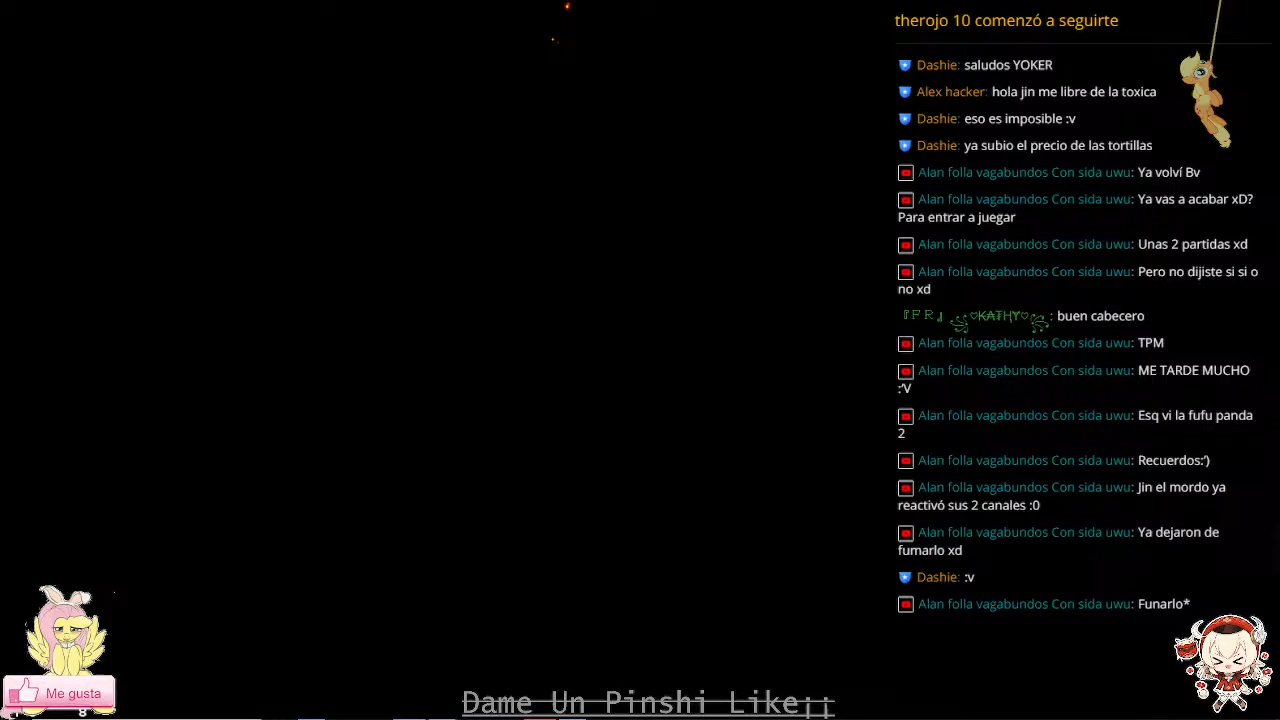 therojo 10 comenzó a seguirte
Dashie: saludos YOKER
Alex hacker: hola jin me libre de la toxica
Dashie: eso es imposible :v
Dashie: ya subio el precio de las tortillas
Alan folla vagabundos Con sida uwu: Ya volví Bv
Alan folla vagabundos Con sida uwu: Ya vas a acabar xD?
Para entrar a juegar
Alan folla vagabundos Con sida uwu: Unas 2 partidas xd
Alan folla vagabundos Con sida uwu: Pero no dijiste si si o
no xd
『ＦＲ』 ꧁♡KATHY♡꧂: buen cabecero
Alan folla vagabundos Con sida uwu: TPM
Alan folla vagabundos Con sida uwu: ME TARDE MUCHO
:'V
Alan folla vagabundos Con sida uwu: Esq vi la fufu panda
2
Alan folla vagabundos Con sida uwu: Recuerdos:')
Alan folla vagabundos Con sida uwu: Jin el mordo ya
reactivó sus 2 canales :0
Alan folla vagabundos Con sida uwu: Ya dejaron de
fumarlo xd
Dashie: :v
Alan folla vagabundos Con sida uwu: Funarlo*
Me gusta
8
Dame Un Pinshi Like¡¡